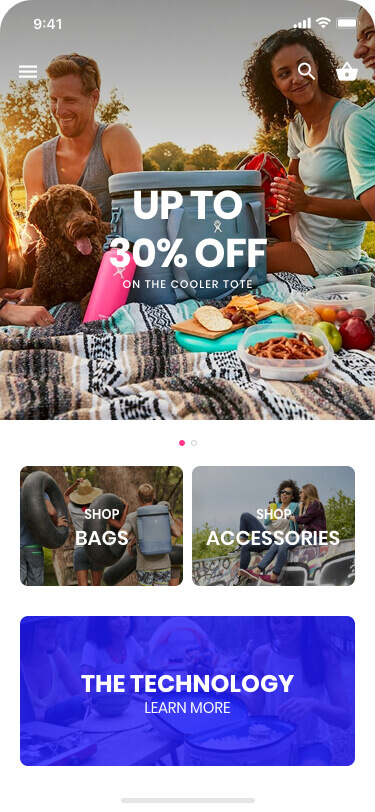 9:41
UP TO
30% OFF
ON THE COOLER TOTE
SHOP
BAGS
SHOP
ACCESSORIES
THE TECHNOLOGY
LEARN MORE